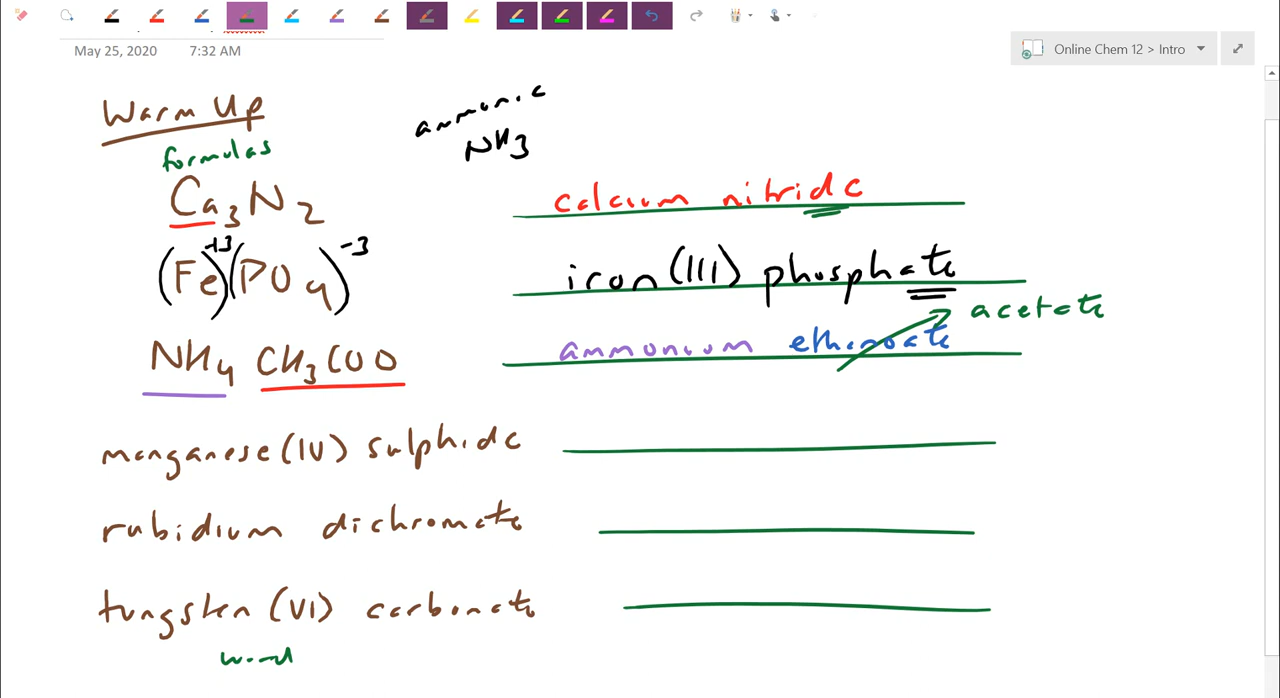 May 25, 2020 7:32 AM
Online Chem 12 > Intro
Warm Up
formulas
ammonia
NH3
Ca3N2 calcium nitride
(Fe)+3(PO4)-3 iron(III) phosphate
NH4 CH3COO ammonium ethanoate acetate
manganese(IV) sulphide
rubidium dichromate
tungsten (VI) carbonate
word